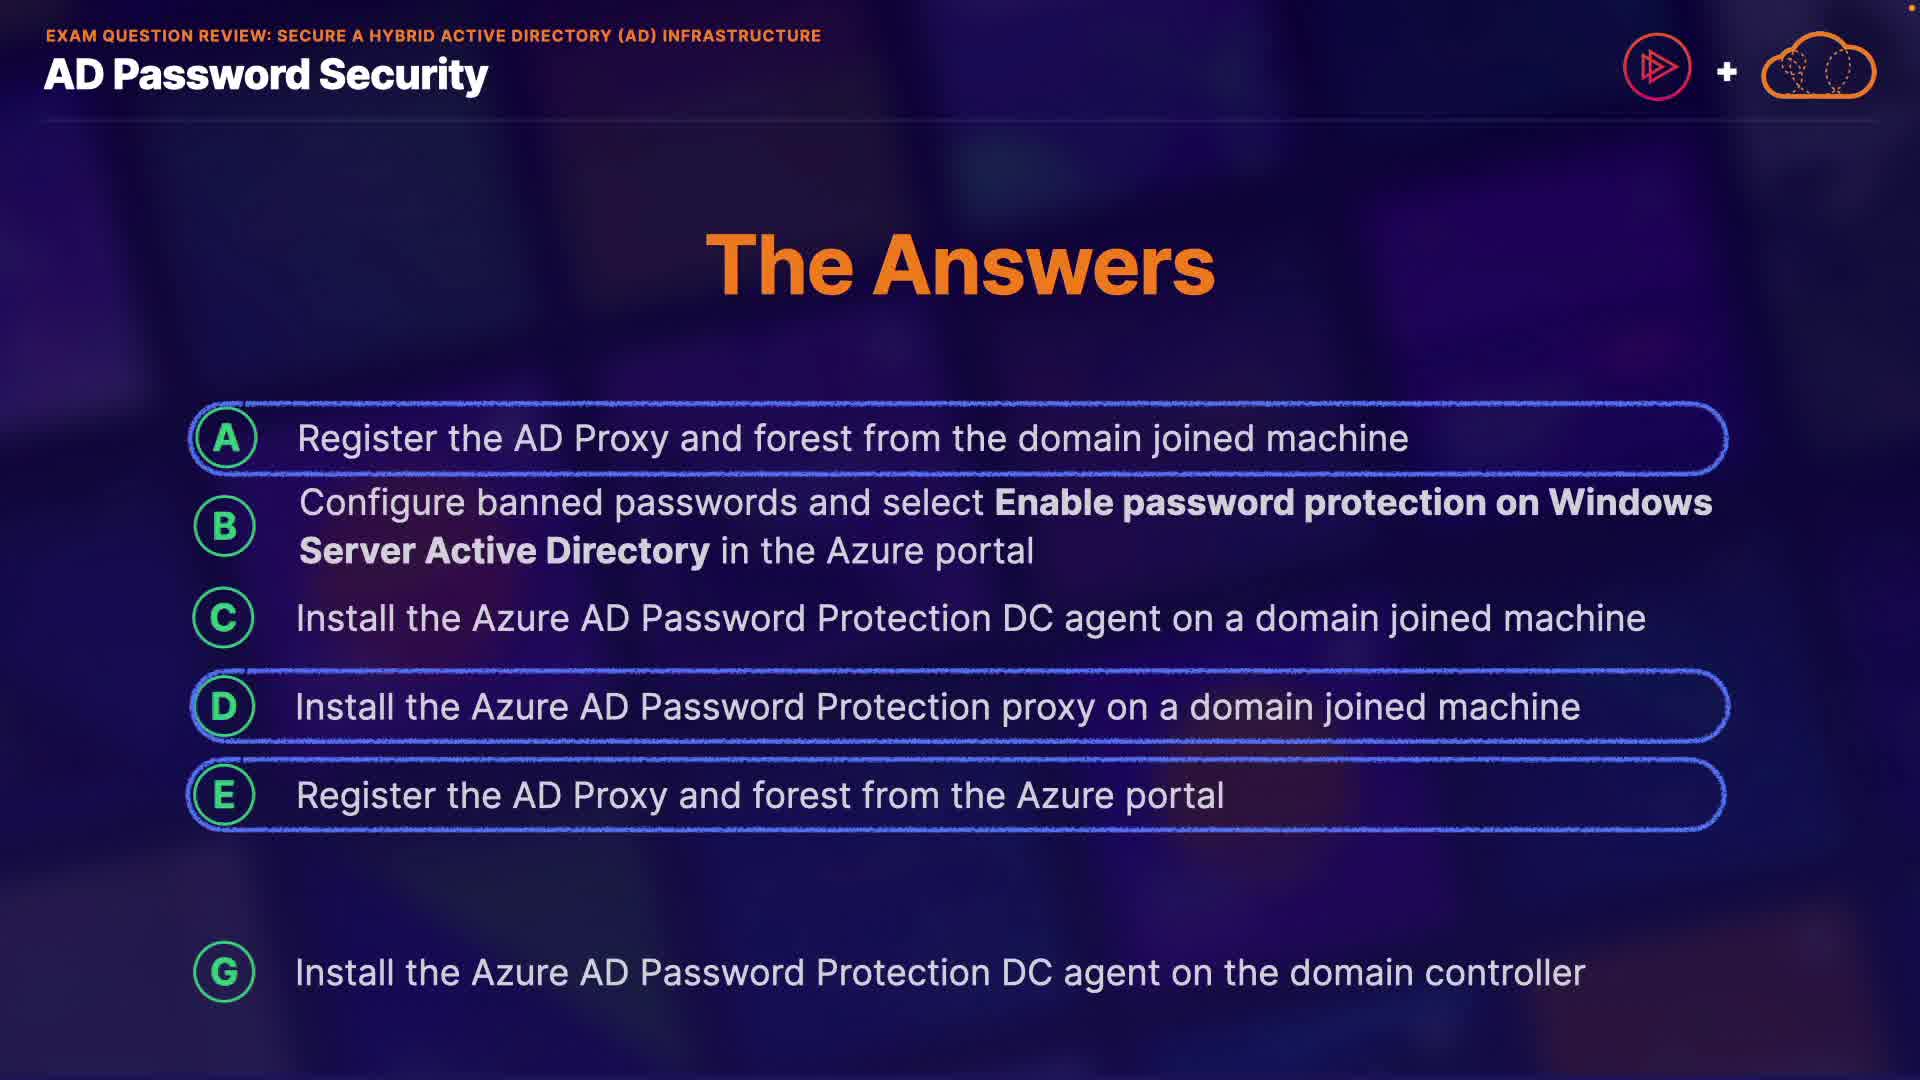 EXAM QUESTION REVIEW: SECURE A HYBRID ACTIVE DIRECTORY (AD) INFRASTRUCTURE
AD Password Security
+
The Answers
A Register the AD Proxy and forest from the domain joined machine
B Configure banned passwords and select Enable password protection on Windows
Server Active Directory in the Azure portal
C Install the Azure AD Password Protection DC agent on a domain joined machine
D Install the Azure AD Password Protection proxy on a domain joined machine
E Register the AD Proxy and forest from the Azure portal
G Install the Azure AD Password Protection DC agent on the domain controller